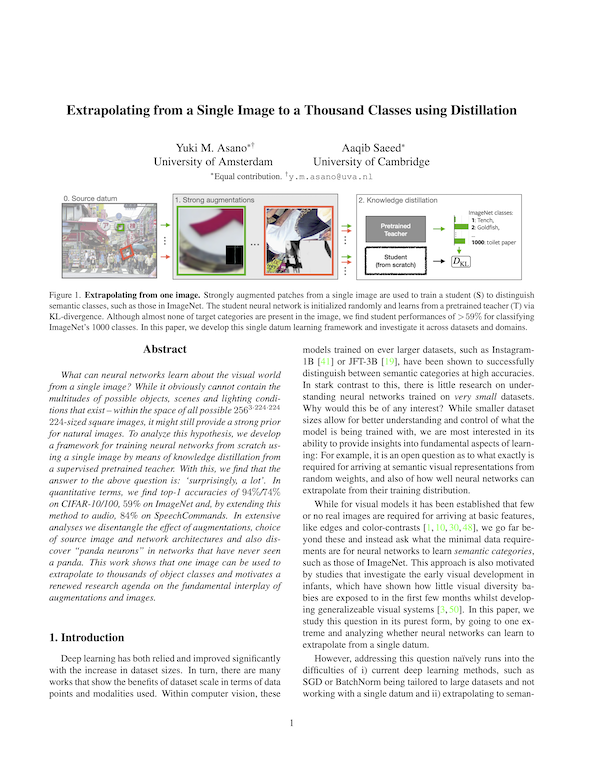 Extrapolating from a Single Image to a Thousand Classes using Distillation
Yuki M. Asano*†
University of Amsterdam
Aaqib Saeed*
University of Cambridge
*Equal contribution. †y.m.asano@uva.nl
0. Source datum
1. Strong augmentations
2. Knowledge distillation
Pretrained
Teacher
Student
(from scratch)
ImageNet classes:
1: Tench,
2: Goldfish,
...
1000: toilet paper
D_KL
Figure 1. Extrapolating from one image. Strongly augmented patches from a single image are used to train a student (S) to distinguish
semantic classes, such as those in ImageNet. The student neural network is initialized randomly and learns from a pretrained teacher (T) via
KL-divergence. Although almost none of target categories are present in the image, we find student performances of >59% for classifying
ImageNet's 1000 classes. In this paper, we develop this single datum learning framework and investigate it across datasets and domains.
Abstract
What can neural networks learn about the visual world
from a single image? While it obviously cannot contain the
multitudes of possible objects, scenes and lighting condi-
tions that exist – within the space of all possible 256^3·224·224
224-sized square images, it might still provide a strong prior
for natural images. To analyze this hypothesis, we develop
a framework for training neural networks from scratch us-
ing a single image by means of knowledge distillation from
a supervised pretrained teacher. With this, we find that the
answer to the above question is: 'surprisingly, a lot'. In
quantitative terms, we find top-1 accuracies of 94%/74%
on CIFAR-10/100, 59% on ImageNet and, by extending this
method to audio, 84% on SpeechCommands. In extensive
analyses we disentangle the effect of augmentations, choice
of source image and network architectures and also dis-
cover "panda neurons" in networks that have never seen
a panda. This work shows that one image can be used to
extrapolate to thousands of object classes and motivates a
renewed research agenda on the fundamental interplay of
augmentations and images.
1. Introduction
Deep learning has both relied and improved significantly
with the increase in dataset sizes. In turn, there are many
works that show the benefits of dataset scale in terms of data
points and modalities used. Within computer vision, these
models trained on ever larger datasets, such as Instagram-
1B [41] or JFT-3B [19], have been shown to successfully
distinguish between semantic categories at high accuracies.
In stark contrast to this, there is little research on under-
standing neural networks trained on very small datasets.
Why would this be of any interest? While smaller dataset
sizes allow for better understanding and control of what the
model is being trained with, we are most interested in its
ability to provide insights into fundamental aspects of learn-
ing: For example, it is an open question as to what exactly is
required for arriving at semantic visual representations from
random weights, and also of how well neural networks can
extrapolate from their training distribution.
While for visual models it has been established that few
or no real images are required for arriving at basic features,
like edges and color-contrasts [1, 10, 30, 48], we go far be-
yond these and instead ask what the minimal data require-
ments are for neural networks to learn semantic categories,
such as those of ImageNet. This approach is also motivated
by studies that investigate the early visual development in
infants, which have shown how little visual diversity ba-
bies are exposed to in the first few months whilst develop-
ing generalizeable visual systems [3, 50]. In this paper, we
study this question in its purest form, by going to one ex-
treme and analyzing whether neural networks can learn to
extrapolate from a single datum.
However, addressing this question naïvely runs into the
difficulties of i) current deep learning methods, such as
SGD or BatchNorm being tailored to large datasets and not
working with a single datum and ii) extrapolating to seman-
1